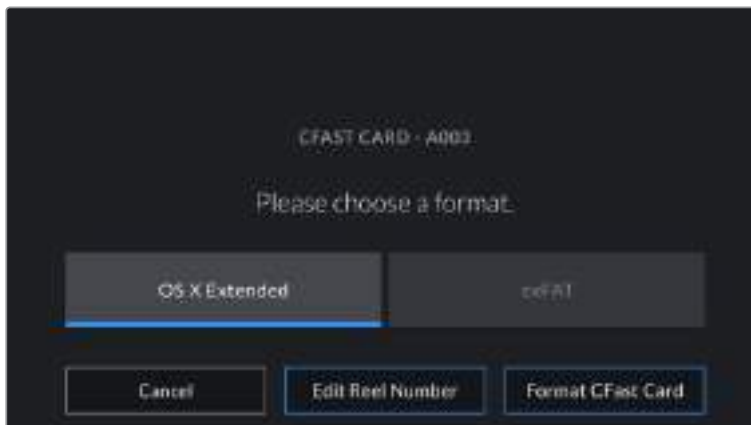 CFAST CARD - A003
Please choose a format.
OS X Extended
exFAT
Cancel
Edit Reel Number
Format CFast Card